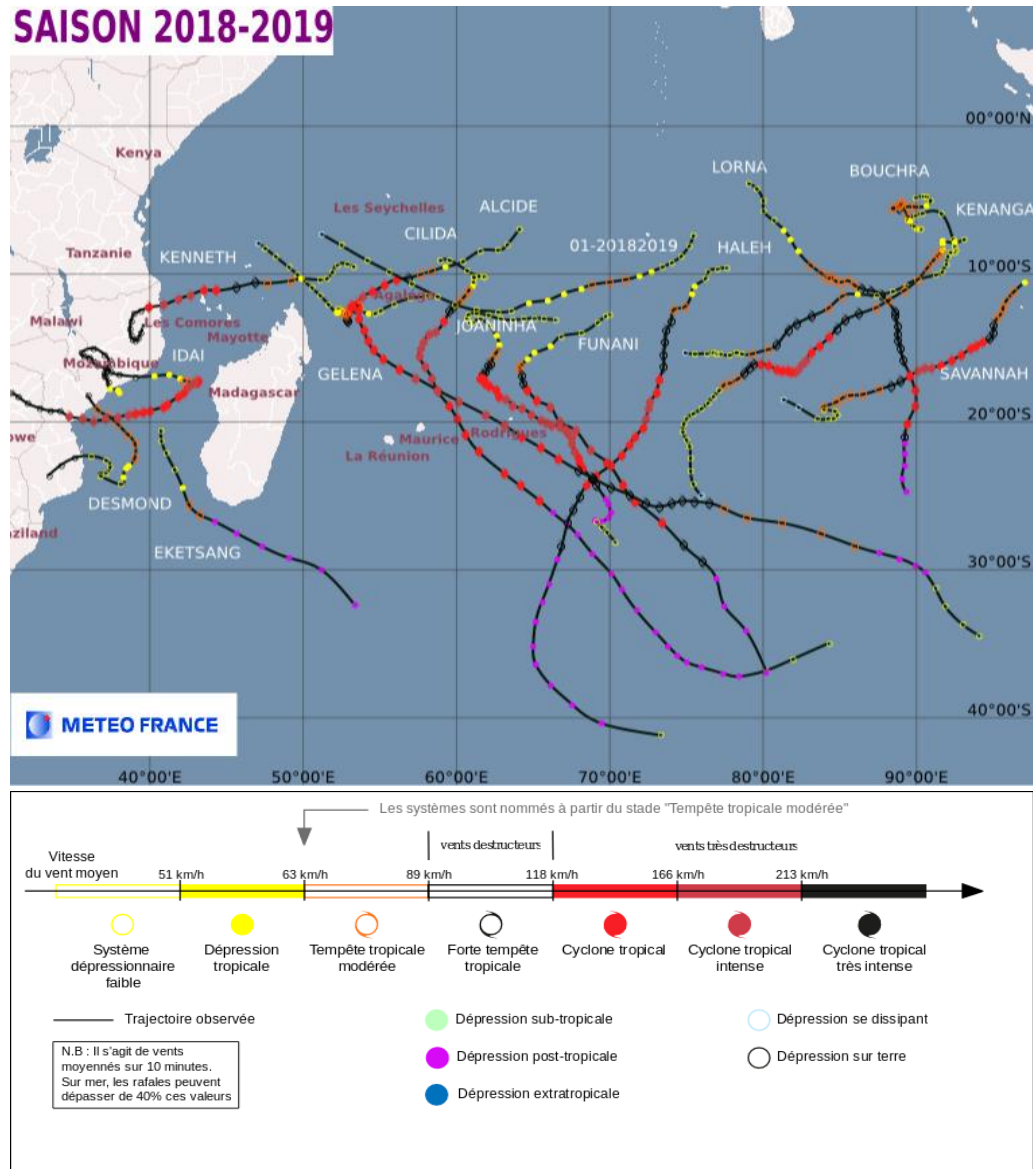 SAISON 2018-2019
00°00'N
Kenya
LORNA
BOUCHRA
Les Seychelles
ALCIDE
KENANGA
CILIDA
Tanzanie
KENNETH
01-20182019
HALEH
10°00'S
Agalega
Malawi
Les Comores
Mayotte
JOANINHA
Mozambique
IDAI
FUNANI
GELENA
SAVANNAH
Madagascar
20°00'S
owe
Maurice
Rodrigues
La Réunion
DESMOND
ziland
EKETSANG
30°00'S
METEO FRANCE
40°00'S
40°00'E
50°00'E
60°00'E
70°00'E
80°00'E
90°00'E
Les systèmes sont nommés à partir du stade "Tempête tropicale modérée"
vents destructeurs
vents très destructeurs
Vitesse
du vent moyen
51 km/h
63 km/h
89 km/h
118 km/h
166 km/h
213 km/h
Système
dépressionnaire
faible
Dépression
tropicale
Tempête tropicale
modérée
Forte tempête
tropicale
Cyclone tropical
Cyclone tropical
intense
Cyclone tropical
très intense
Trajectoire observée
Dépression sub-tropicale
Dépression se dissipant
N.B : Il s'agit de vents
moyennés sur 10 minutes.
Sur mer, les rafales peuvent
dépasser de 40% ces valeurs
Dépression post-tropicale
Dépression sur terre
Dépression extratropicale